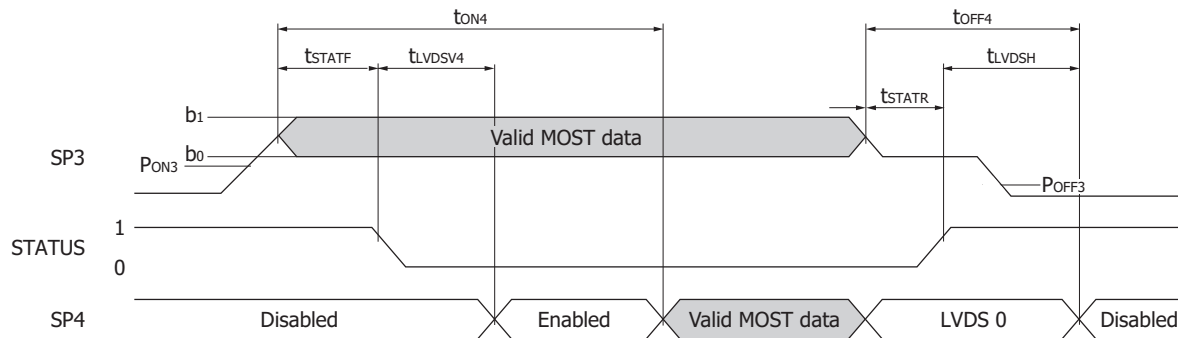 tON4
tOFF4
tSTATF
tLVDSV4
tLVDSH
tSTATR
b1
Valid MOST data
SP3
PON3
b0
POFF3
STATUS
1
0
SP4
Disabled
Enabled
Valid MOST data
LVDS 0
Disabled